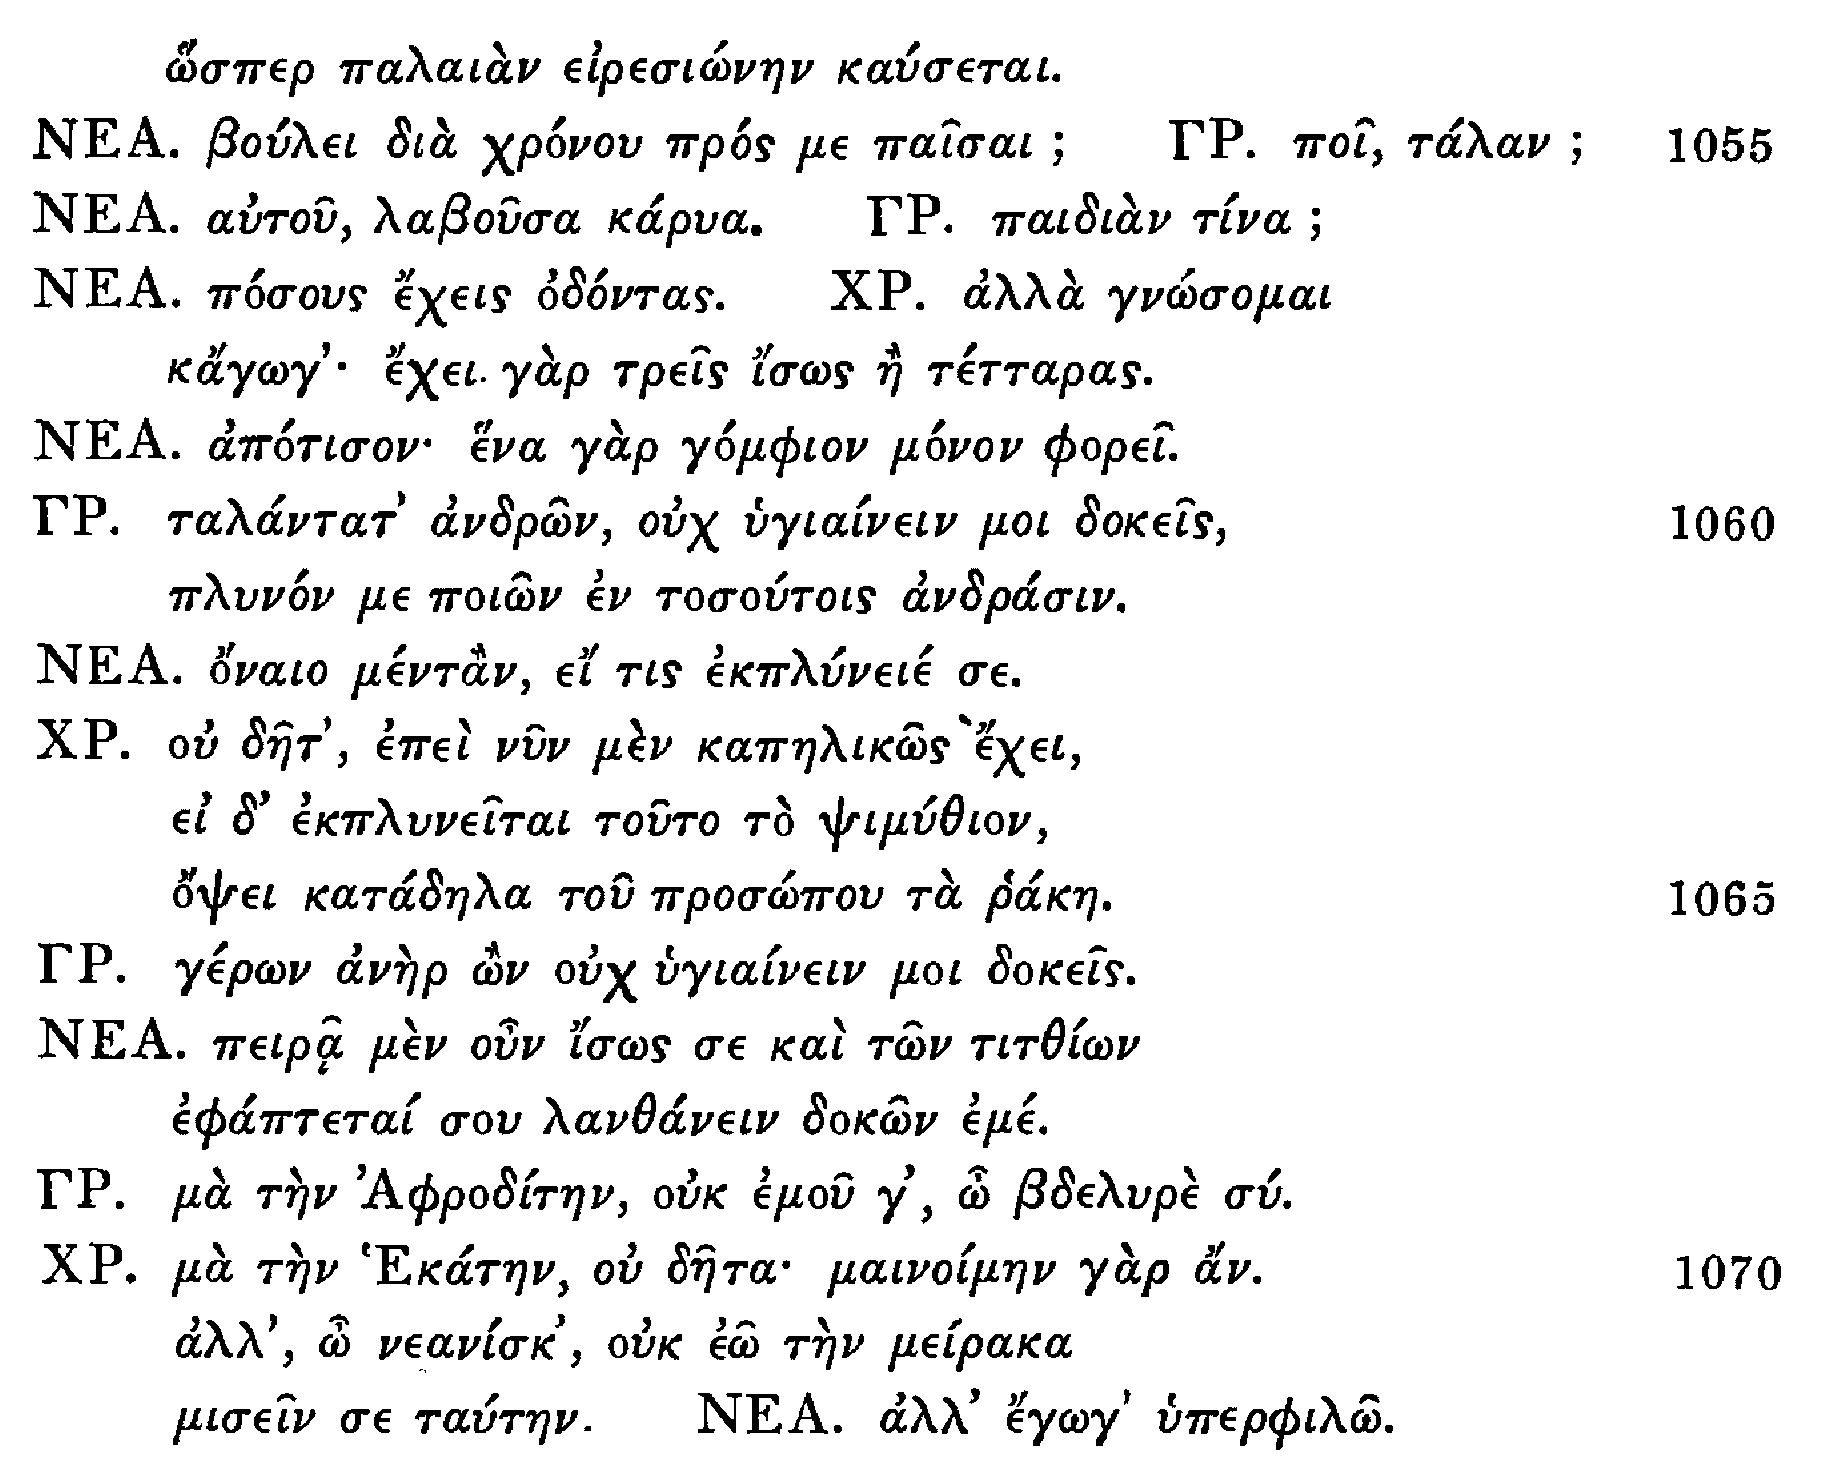 ὥσπερ παλαιὰν εἰρεσιώνην καύσεται.
ΝΕΑ. βούλει διὰ χρόνου πρός με παῖσαι ; ΓΡ. ποῖ, τάλαν ; 1055
ΝΕΑ. αὐτοῦ, λαβοῦσα κάρυα. ΓΡ. παιδιὰν τίνα ;
ΝΕΑ. πόσους ἔχεις ὀδόντας. ΧΡ. ἀλλὰ γνώσομαι
κἄγωγ’· ἔχει γὰρ τρεῖς ἴσως ἢ τέτταρας.
ΝΕΑ. ἀπότισον· ἕνα γὰρ γόμφιον μόνον φορεῖ.
ΓΡ. ταλάντατ’ ἀνδρῶν, οὐχ ὑγιαίνειν μοι δοκεῖς, 1060
πλυνόν με ποιῶν ἐν τοσούτοις ἀνδράσιν.
ΝΕΑ. ὄναιο μέντἂν, εἴ τις ἐκπλύνειέ σε.
ΧΡ. οὐ δῆτ’, ἐπεὶ νῦν μὲν καπηλικῶς ἔχει,
εἰ δ’ ἐκπλυνεῖται τοῦτο τὸ ψιμύθιον,
ὄψει κατάδηλα τοῦ προσώπου τὰ ῥάκη. 1065
ΓΡ. γέρων ἀνὴρ ὢν οὐχ ὑγιαίνειν μοι δοκεῖς.
ΝΕΑ. πειρᾷ μὲν οὖν ἴσως σε καὶ τῶν τιτθίων
ἐφάπτεταί σου λανθάνειν δοκῶν ἐμέ.
ΓΡ. μὰ τὴν Ἀφροδίτην, οὐκ ἐμοῦ γ’, ὦ βδελυρὲ σύ.
ΧΡ. μὰ τὴν Ἑκάτην, οὐ δῆτα· μαινοίμην γὰρ ἄν. 1070
ἀλλ’, ὦ νεανίσκ’, οὐκ ἐῶ τὴν μείρακα
μισεῖν σε ταύτην. ΝΕΑ. ἀλλ’ ἔγωγ’ ὑπερφιλῶ.